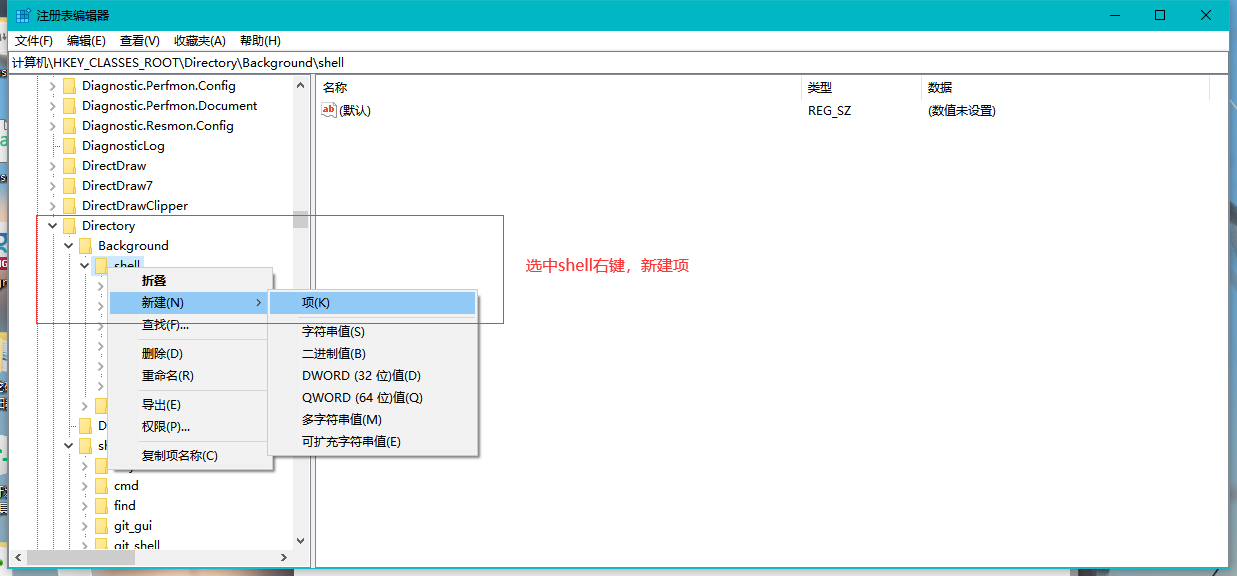 注册表编辑器
文件(F) 编辑(E) 查看(V) 收藏夹(A) 帮助(H)
计算机\HKEY_CLASSES_ROOT\Directory\Background\shell
Diagnostic.Perfmon.Config
Diagnostic.Perfmon.Document
Diagnostic.Resmon.Config
DiagnosticLog
DirectDraw
DirectDraw7
DirectDrawClipper
Directory
Background
shell
折叠
新建(N)
查找(F)...
删除(D)
重命名(R)
导出(E)
权限(P)...
复制项名称(C)
项(K)
字符串值(S)
二进制值(B)
DWORD (32 位)值(D)
QWORD (64 位)值(Q)
多字符串值(M)
可扩充字符串值(E)
D
sh
cmd
find
git_gui
git_shell
名称 类型 数据
ab (默认) REG_SZ (数值未设置)
选中shell右键，新建项